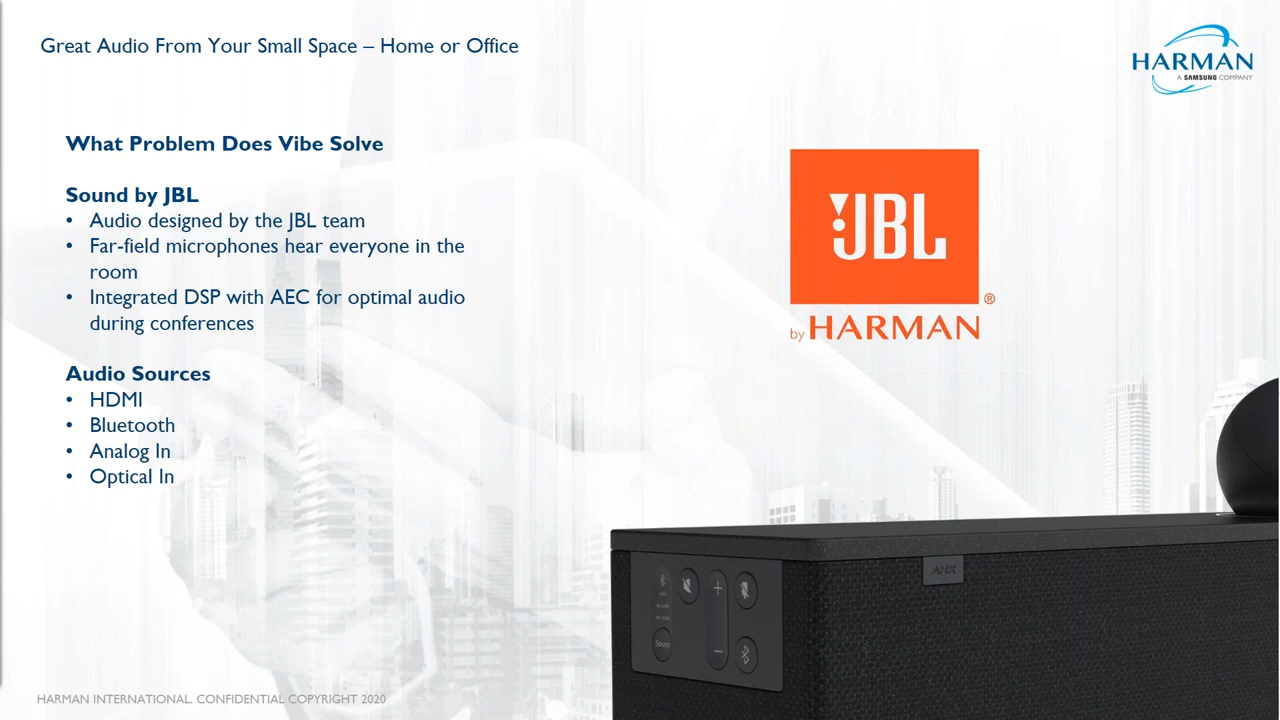 Great Audio From Your Small Space – Home or Office
HARMAN
A SAMSUNG COMPANY
What Problem Does Vibe Solve
Sound by JBL
• Audio designed by the JBL team
• Far-field microphones hear everyone in the
room
• Integrated DSP with AEC for optimal audio
during conferences
Audio Sources
• HDMI
• Bluetooth
• Analog In
• Optical In
JBL
®
by HARMAN
AMX
Source
HARMAN INTERNATIONAL. CONFIDENTIAL COPYRIGHT 2020